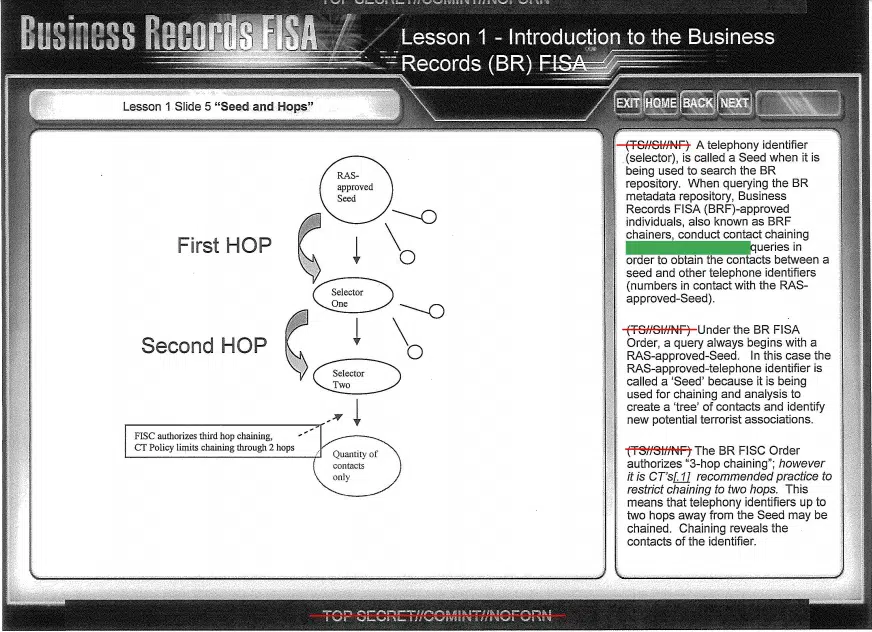 TOP SECRET//COMINT//NOFORN
Business Records FISA
Lesson 1 - Introduction to the Business
Records (BR) FISA
Lesson 1 Slide 5 “Seed and Hops”
EXIT HOME BACK NEXT
RAS-
approved
Seed
First HOP
Selector
One
Second HOP
Selector
Two
FISC authorizes third hop chaining,
CT Policy limits chaining through 2 hops
Quantity of
contacts
only
(TS//SI//NF) A telephony identifier
(selector), is called a Seed when it is
being used to search the BR
repository. When querying the BR
metadata repository, Business
Records FISA (BRF)-approved
individuals, also known as BRF
chainers, conduct contact chaining
queries in
order to obtain the contacts between a
seed and other telephone identifiers
(numbers in contact with the RAS-
approved-Seed).
(TS//SI//NF) Under the BR FISA
Order, a query always begins with a
RAS-approved-Seed. In this case the
RAS-approved-telephone identifier is
called a ‘Seed’ because it is being
used for chaining and analysis to
create a ‘tree’ of contacts and identify
new potential terrorist associations.
(TS//SI//NF) The BR FISC Order
authorizes “3-hop chaining”; however
it is CT's[.1] recommended practice to
restrict chaining to two hops. This
means that telephony identifiers up to
two hops away from the Seed may be
chained. Chaining reveals the
contacts of the identifier.
TOP SECRET//COMINT//NOFORN